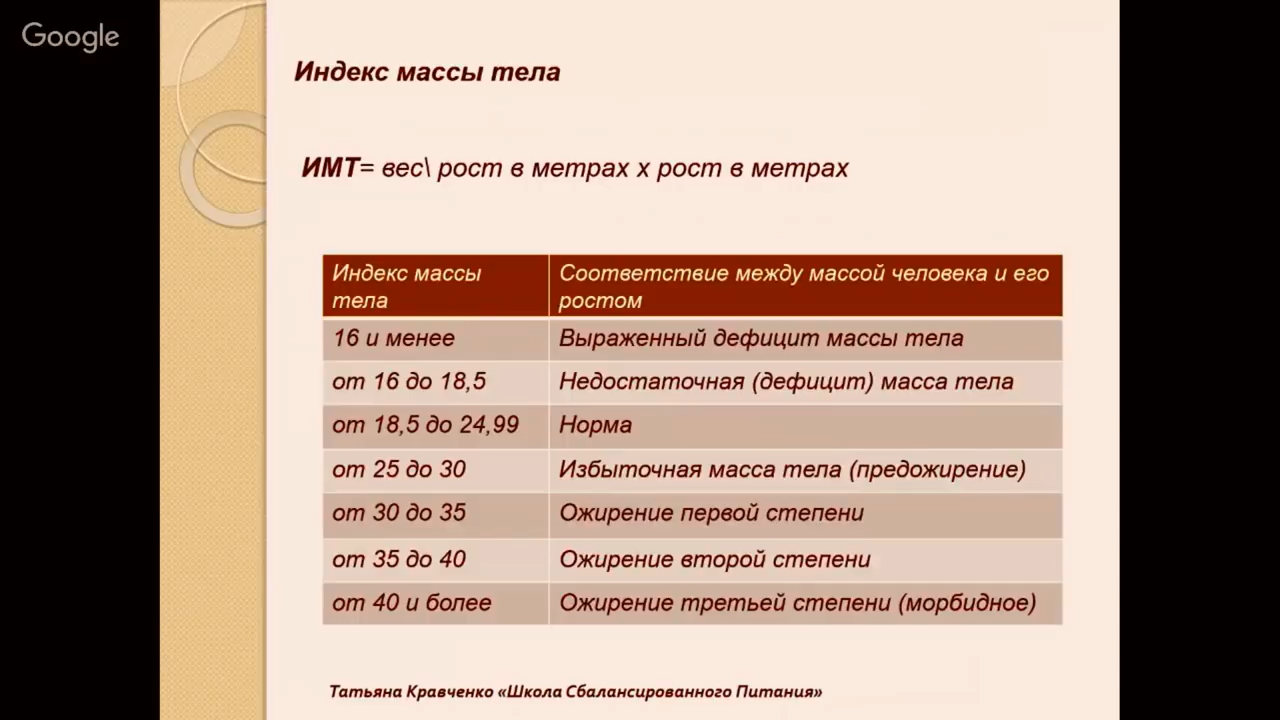 Google
Индекс массы тела
ИМТ= вес\ рост в метрах х рост в метрах
Индекс массы тела
Соответствие между массой человека и его ростом
16 и менее
Выраженный дефицит массы тела
от 16 до 18,5
Недостаточная (дефицит) масса тела
от 18,5 до 24,99
Норма
от 25 до 30
Избыточная масса тела (предожирение)
от 30 до 35
Ожирение первой степени
от 35 до 40
Ожирение второй степени
от 40 и более
Ожирение третьей степени (морбидное)
Татьяна Кравченко «Школа Сбалансированного Питания»